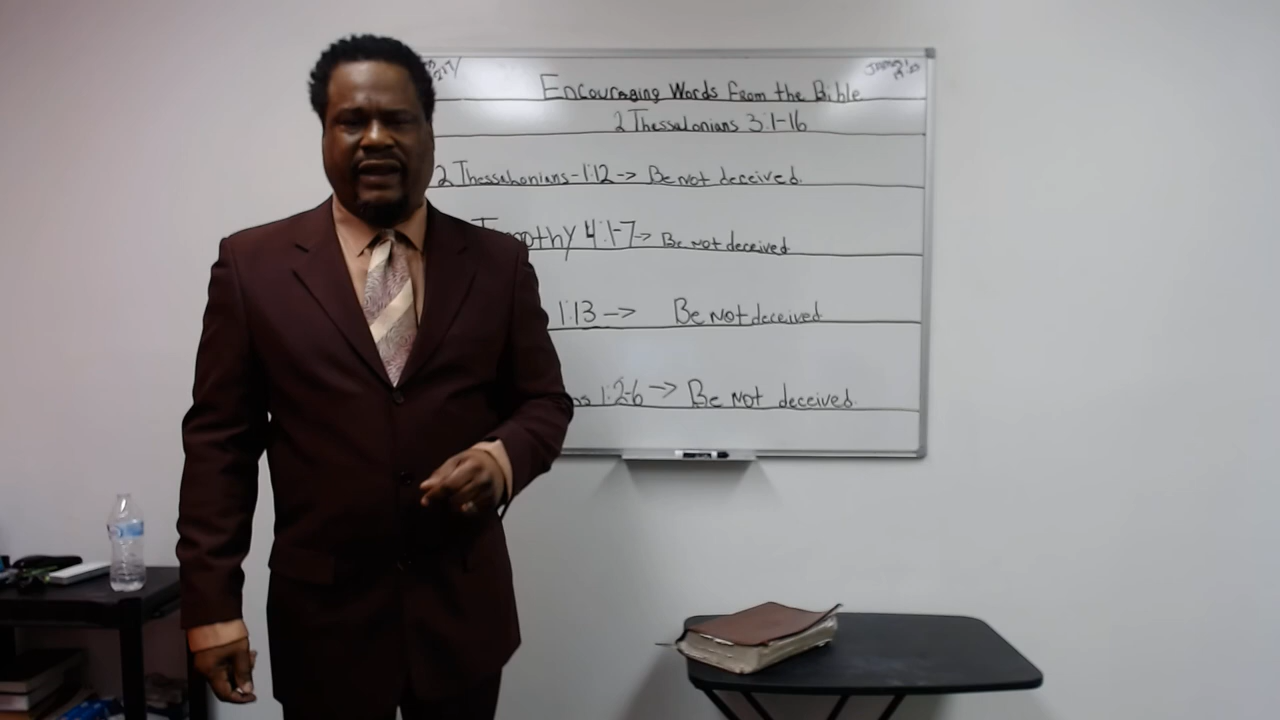 Encouraging Words from the Bible
2 Thessalonians 3:1-16
2 Thessalonians-1:12-> Be not deceived.
Timothy 4:1-7-> Be not deceived
1:13 -> Be not deceived
1:2-6 -> Be not deceived.